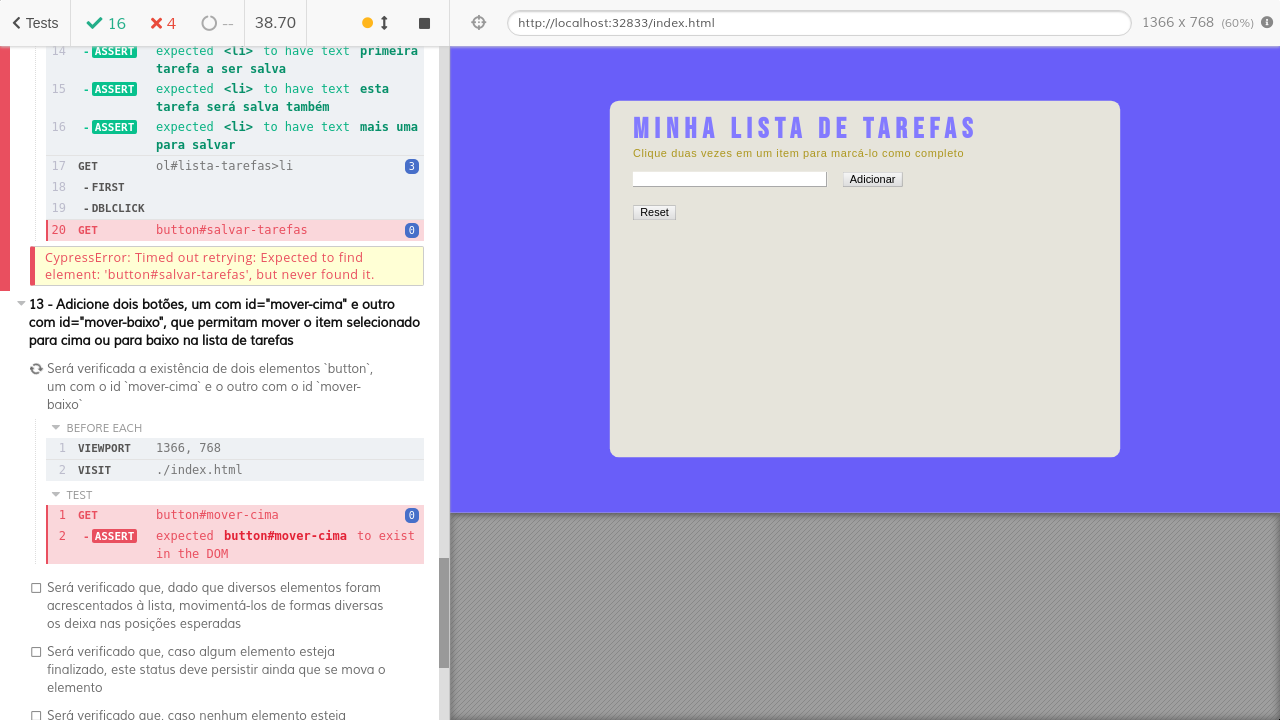 Tests
16
4
--
38.70
http://localhost:32833/index.html
1366 x 768 (60%)
14 - ASSERT expected <li> to have text primeira
tarefa a ser salva
15 - ASSERT expected <li> to have text esta
tarefa será salva também
16 - ASSERT expected <li> to have text mais uma
para salvar
17 GET ol#lista-tarefas>li 3
18 - FIRST
19 - DBLCLICK
20 GET button#salvar-tarefas 0
CypressError: Timed out retrying: Expected to find
element: 'button#salvar-tarefas', but never found it.
13 - Adicione dois botões, um com id="mover-cima" e outro
com id="mover-baixo", que permitam mover o item selecionado
para cima ou para baixo na lista de tarefas
Será verificada a existência de dois elementos `button`,
um com o id `mover-cima` e o outro com o id `mover-
baixo`
BEFORE EACH
1 VIEWPORT 1366, 768
2 VISIT ./index.html
TEST
1 GET button#mover-cima 0
2 - ASSERT expected button#mover-cima to exist
in the DOM
Será verificado que, dado que diversos elementos foram
acrescentados à lista, movimentá-los de formas diversas
os deixa nas posições esperadas
Será verificado que, caso algum elemento esteja
finalizado, este status deve persistir ainda que se mova o
elemento
Será verificado que, caso nenhum elemento esteja
MINHA LISTA DE TAREFAS
Clique duas vezes em um item para marcá-lo como completo
Adicionar
Reset